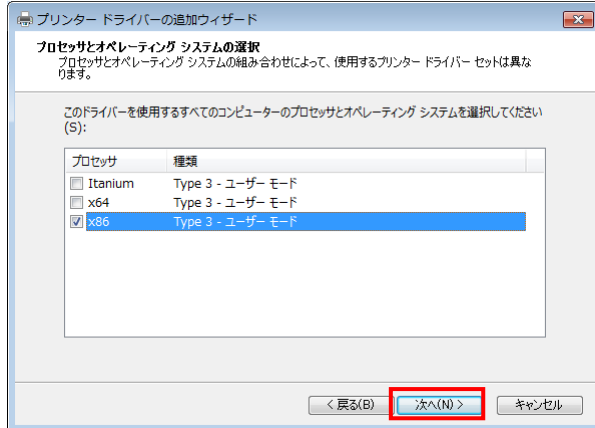 プリンター ドライバーの追加ウィザード
プロセッサとオペレーティング システムの選択
プロセッサとオペレーティング システムの組み合わせによって、使用するプリンター ドライバー セットは異な
ります。
このドライバーを使用するすべてのコンピューターのプロセッサとオペレーティング システムを選択してください
(S):
プロセッサ 種類
Itanium Type 3 - ユーザー モード
x64 Type 3 - ユーザー モード
x86 Type 3 - ユーザー モード
< 戻る(B) 次へ(N) > キャンセル